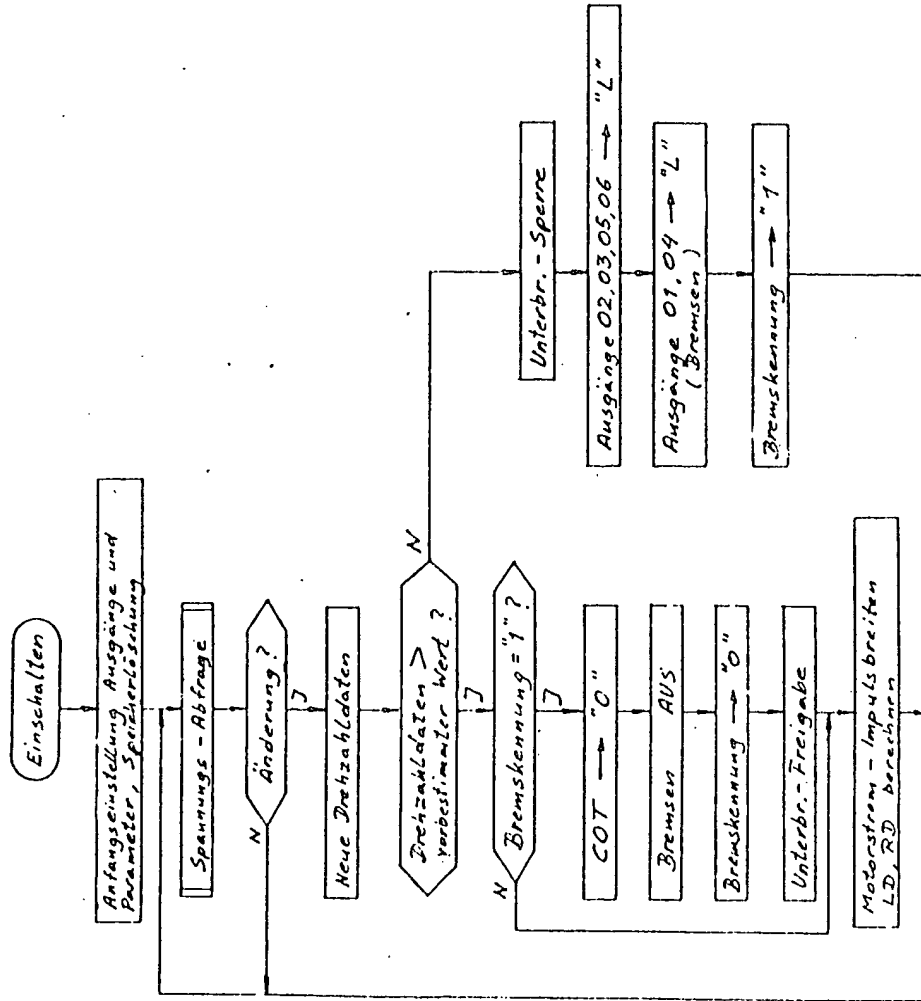 Einschalten
Anfangseinstellung Ausgänge und
Parameter, Speicherlöschung
Spannungs-Abfrage
Änderung?
N
J
Neue Drehzahldaten
Drehzahldaten >
vorbestimmter Wert?
N
J
Bremskennung="1"?
N
J
COT → "0"
Bremsen AUS
Bremskennung → "0"
Unterbr.-Freigabe
Motorstrom-Impulsbreiten
LD, RD berechnen
Unterbr.-Sperre
Ausgänge 02,03,05,06 → "L"
Ausgänge 01,04 → "L"
(Bremsen)
Bremskennung → "1"